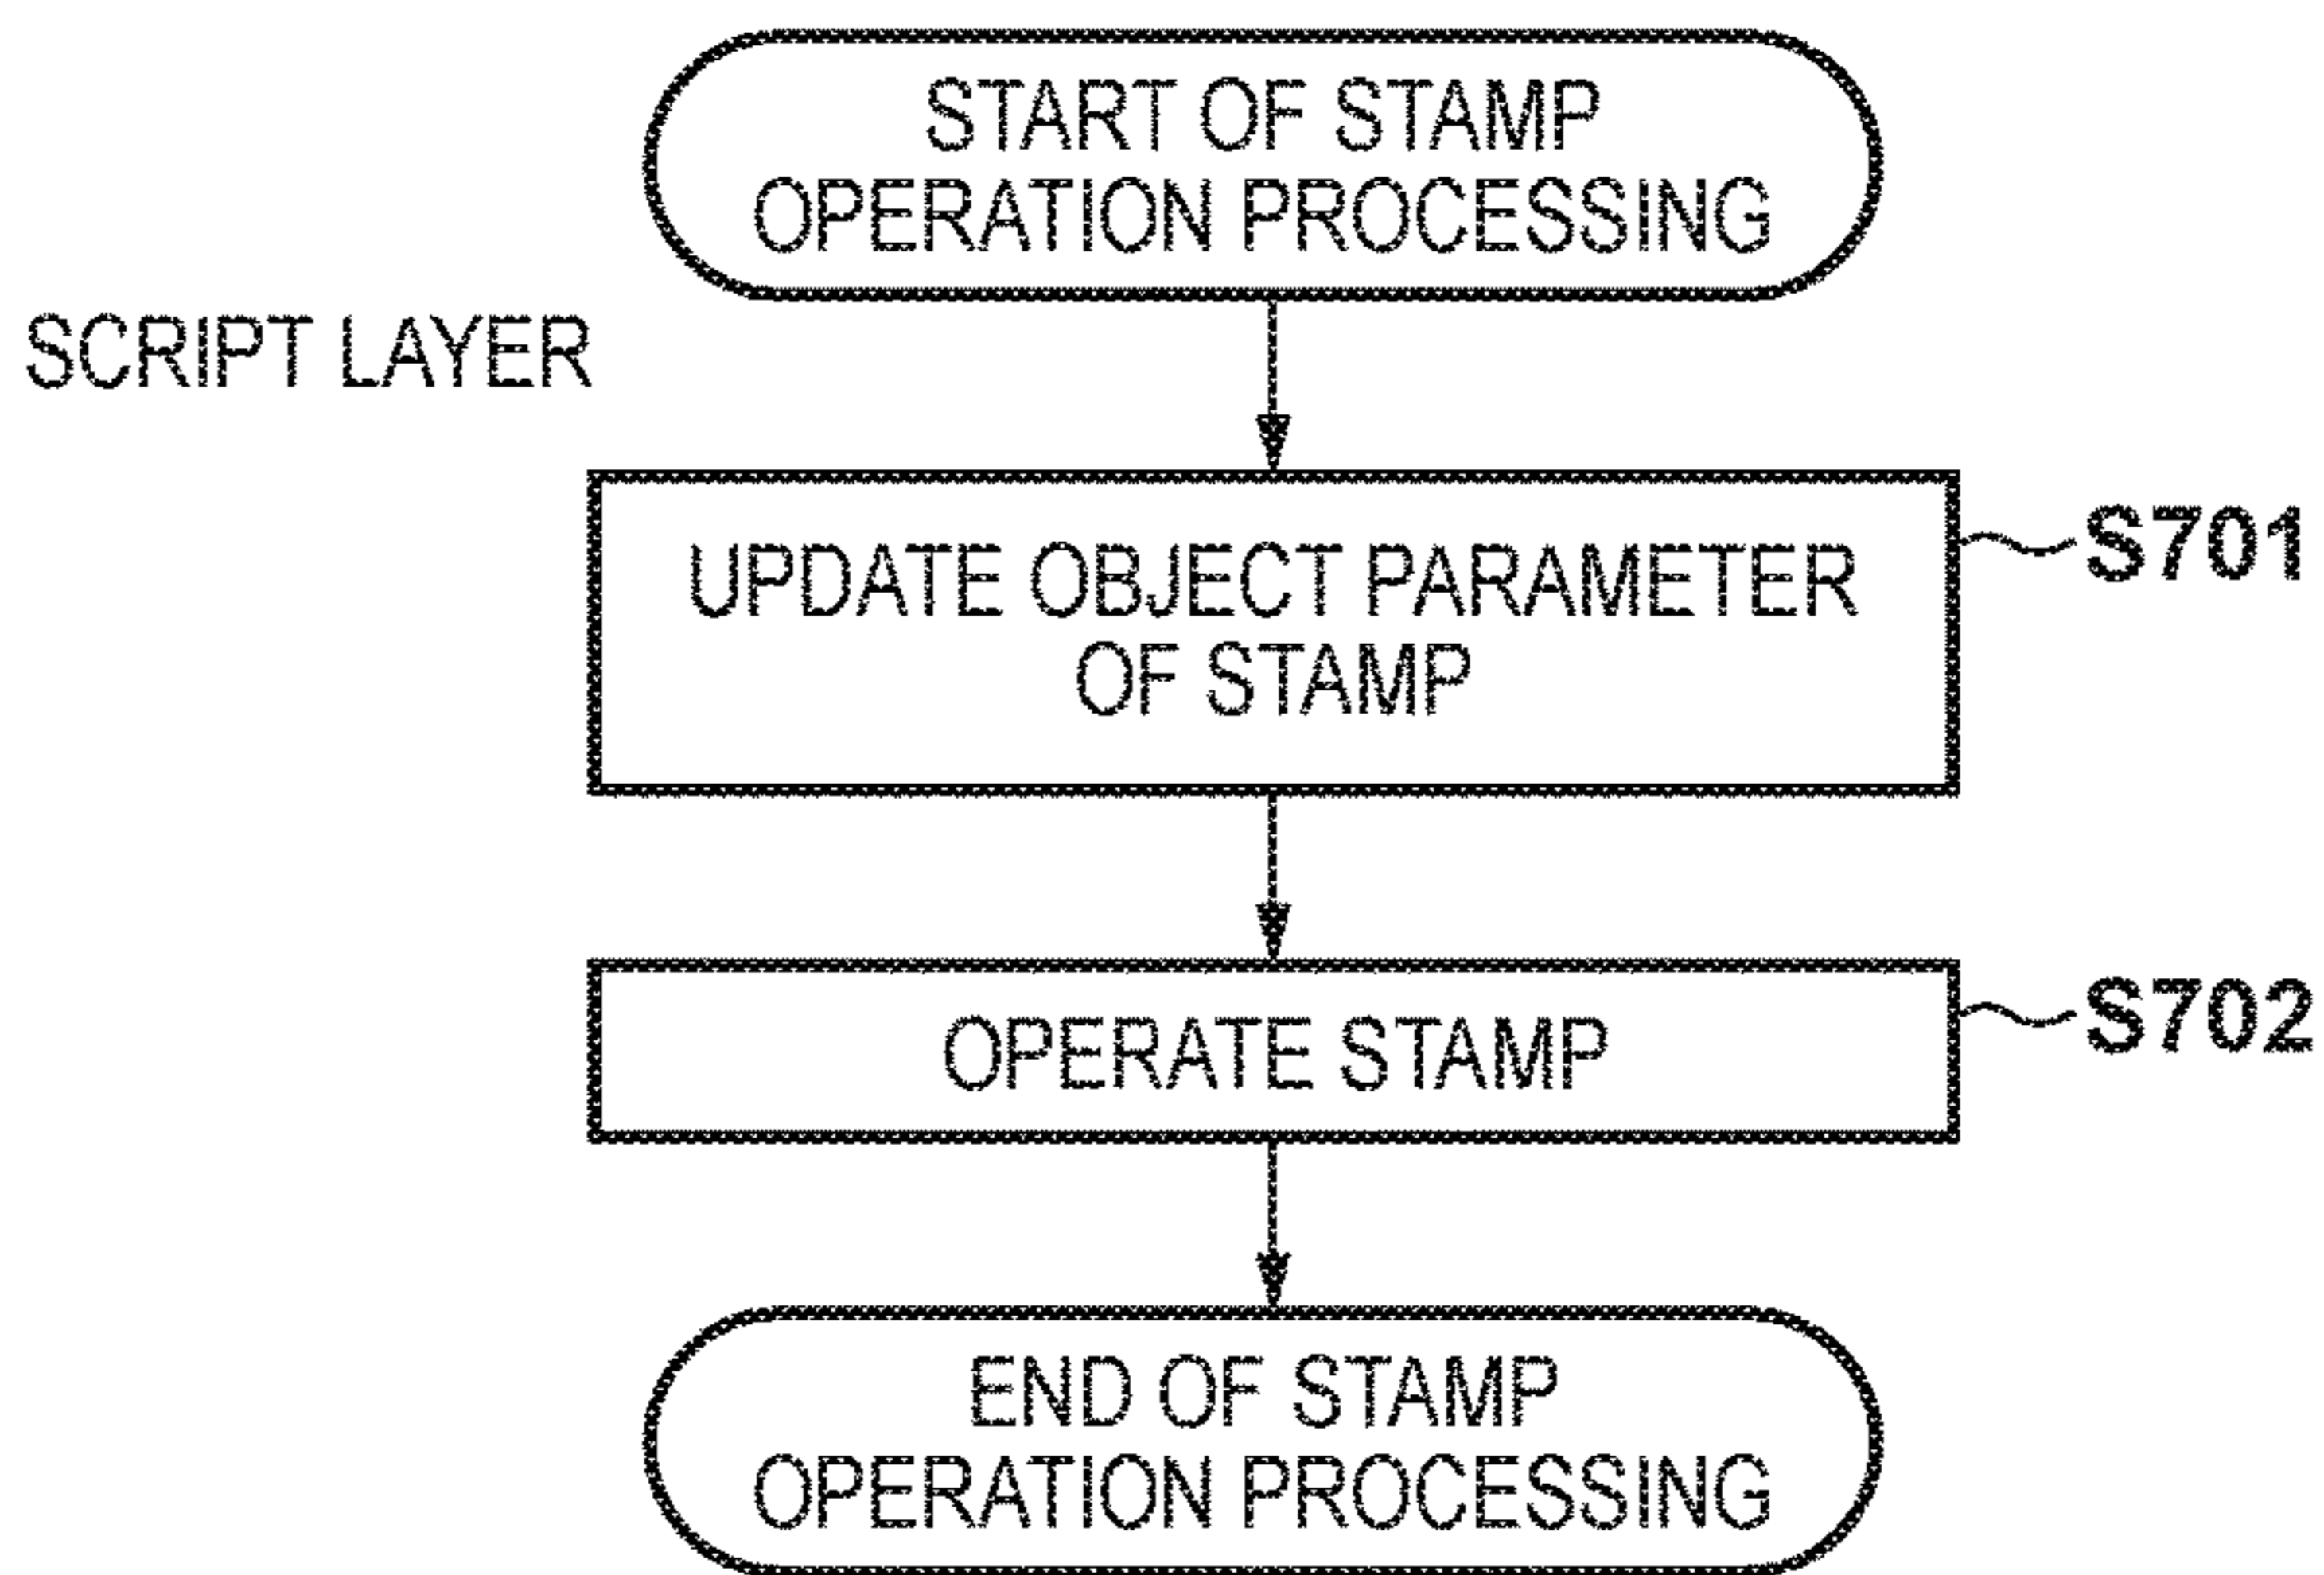 START OF STAMP
OPERATION PROCESSING
SCRIPT LAYER
UPDATE OBJECT PARAMETER
OF STAMP
S701
OPERATE STAMP
S702
END OF STAMP
OPERATION PROCESSING